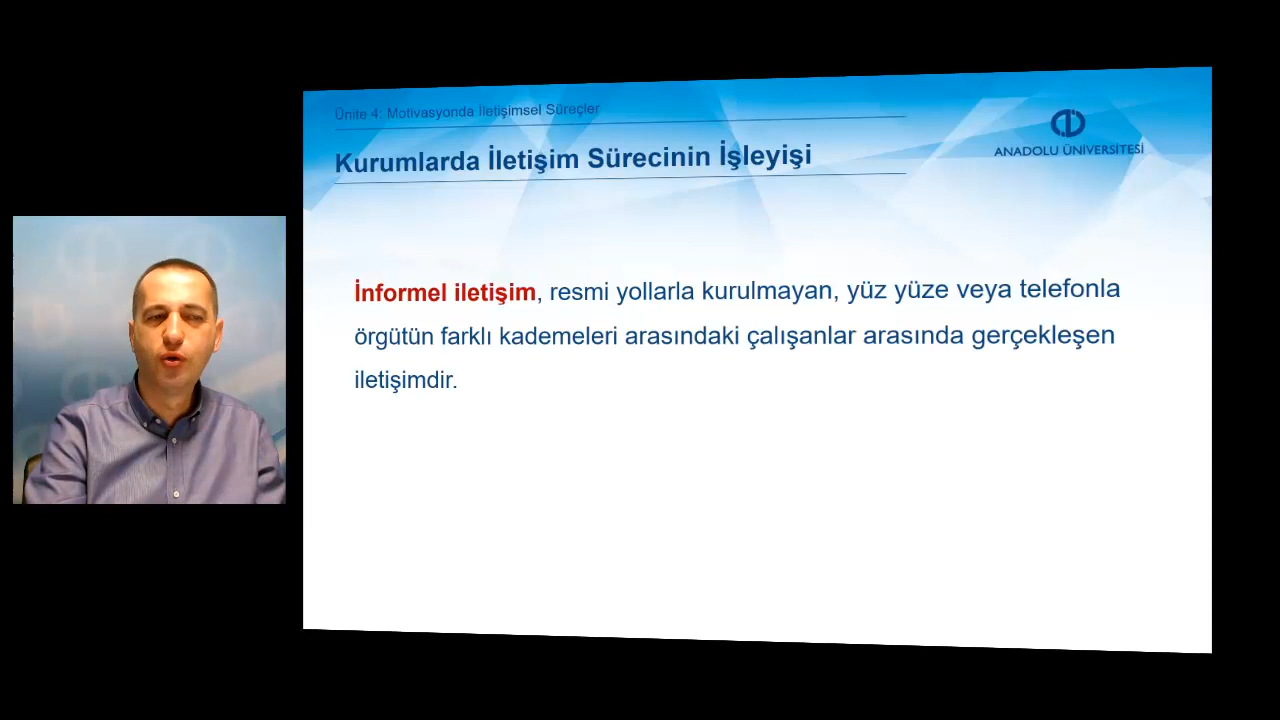 Ünite 4: Motivasyonda İletişimsel Süreçler
Kurumlarda İletişim Sürecinin İşleyişi
ANADOLU ÜNİVERSİTESİ
İnformel iletişim, resmi yollarla kurulmayan, yüz yüze veya telefonla
örgütün farklı kademeleri arasındaki çalışanlar arasında gerçekleşen
iletişimdir.